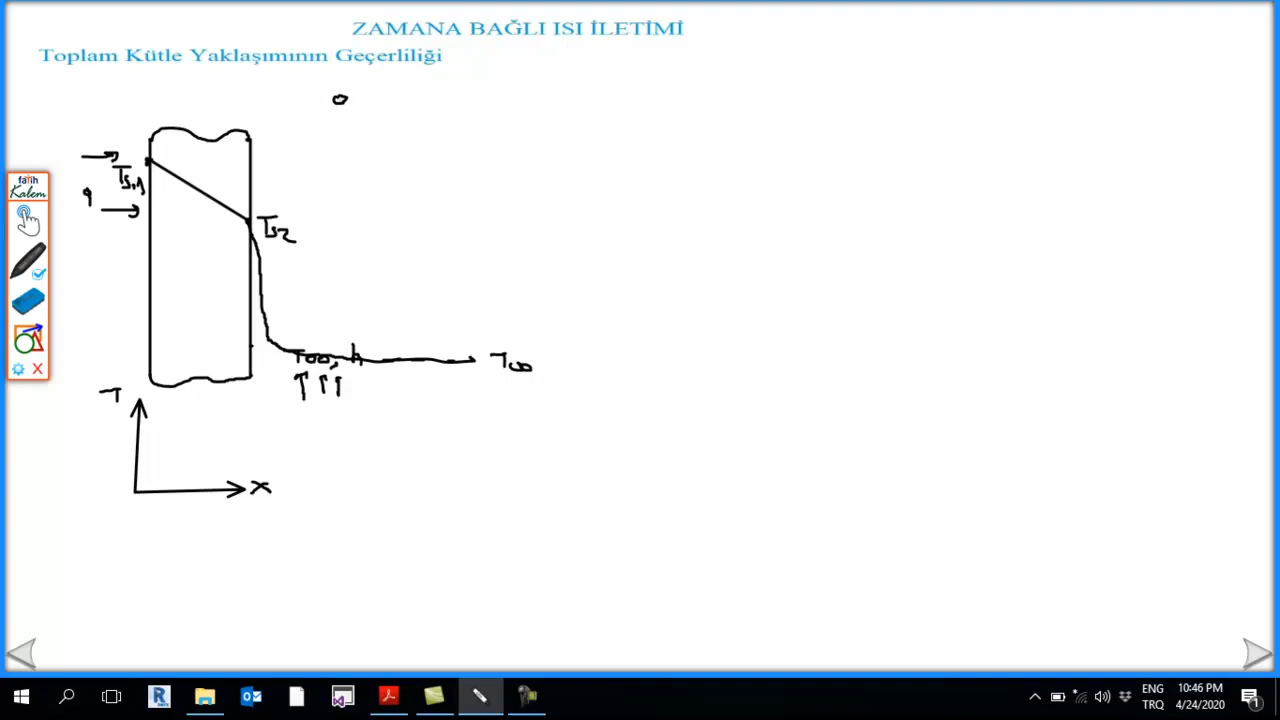 ZAMANA BAĞLI ISI İLETİMİ
Toplam Kütle Yaklaşımının Geçerliliği
Ts,1
q
Ts2
T∞, h
T∞
T
x
fatih
Kalem
ENG
TRQ
10:46 PM
4/24/2020
1